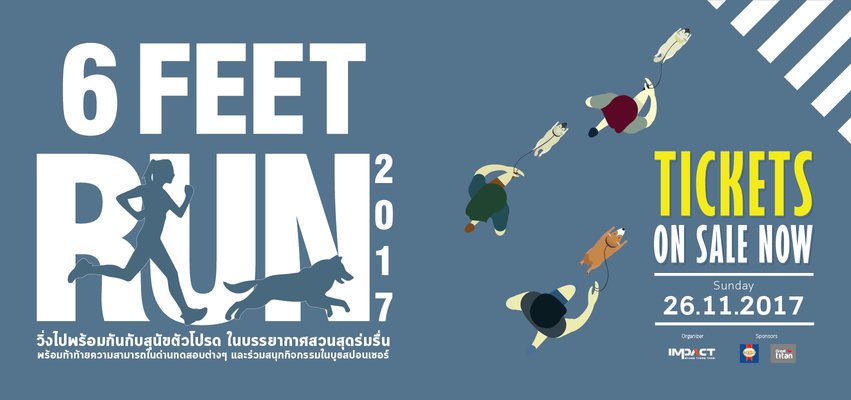 6 FEET
RUN
2017
วิ่งไปพร้อมกันกับสุนัขตัวโปรด ในบรรยากาศสวนสุดร่มรื่น
พร้อมท้าท้ายความสามารถในด่านทดสอบต่างๆ และร่วมสนุกกิจกรรมในบูธสปอนเซอร์
TICKETS
ON SALE NOW
Sunday
26.11.2017
Organizer
Sponsors
IMPACT
titan